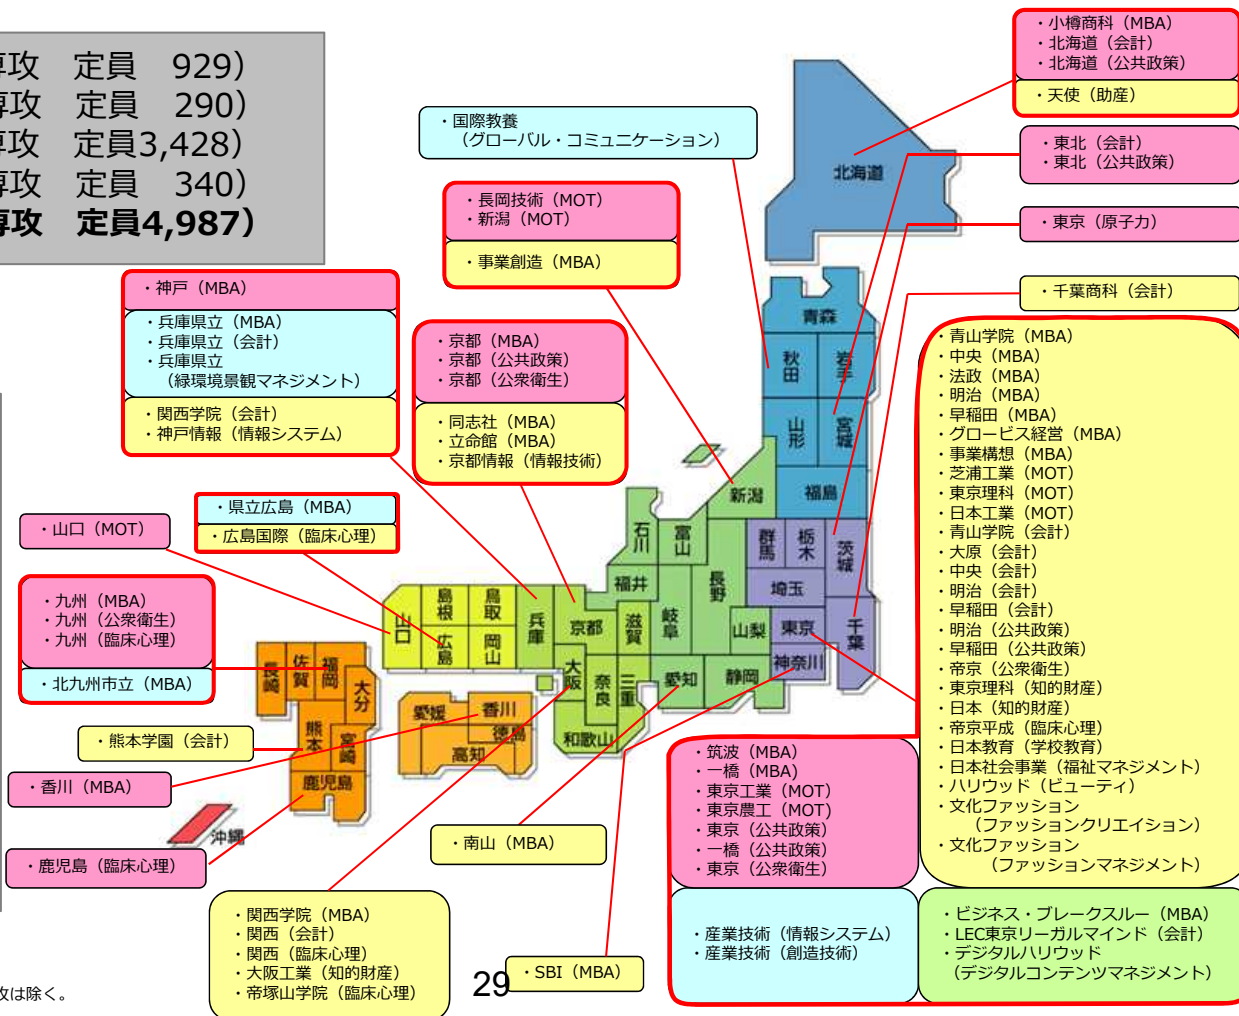 専攻　定員　929）
専攻　定員　290）
専攻　定員3,428）
専攻　定員　340）
専攻　定員4,987）
・小樽商科（MBA）
・北海道（会計）
・北海道（公共政策）
・天使（助産）
・国際教養
（グローバル・コミュニケーション）
・東北（会計）
・東北（公共政策）
・長岡技術（MOT）
・新潟（MOT）
・事業創造（MBA）
・東京（原子力）
・千葉商科（会計）
・神戸（MBA）
・兵庫県立（MBA）
・兵庫県立（会計）
・兵庫県立
（緑環境景観マネジメント）
・関西学院（会計）
・神戸情報（情報システム）
・京都（MBA）
・京都（公共政策）
・京都（公衆衛生）
・同志社（MBA）
・立命館（MBA）
・京都情報（情報技術）
・青山学院（MBA）
・中央（MBA）
・法政（MBA）
・明治（MBA）
・早稲田（MBA）
・グロービス経営（MBA）
・事業構想（MBA）
・芝浦工業（MOT）
・東京理科（MOT）
・日本工業（MOT）
・青山学院（会計）
・大原（会計）
・中央（会計）
・明治（会計）
・早稲田（会計）
・明治（公共政策）
・早稲田（公共政策）
・帝京（公衆衛生）
・東京理科（知的財産）
・日本（知的財産）
・帝京平成（臨床心理）
・日本教育（学校教育）
・日本社会事業（福祉マネジメント）
・ハリウッド（ビューティ）
・文化ファッション
（ファッションクリエイション）
・文化ファッション
（ファッションマネジメント）
・県立広島（MBA）
・広島国際（臨床心理）
・山口（MOT）
・九州（MBA）
・九州（公衆衛生）
・九州（臨床心理）
・北九州市立（MBA）
・熊本学園（会計）
・香川（MBA）
・鹿児島（臨床心理）
・南山（MBA）
・関西学院（MBA）
・関西（会計）
・関西（臨床心理）
・大阪工業（知的財産）
・帝塚山学院（臨床心理）
・SBI（MBA）
・筑波（MBA）
・一橋（MBA）
・東京工業（MOT）
・東京農工（MOT）
・東京（公共政策）
・一橋（公共政策）
・東京（公衆衛生）
・産業技術（情報システム）
・産業技術（創造技術）
・ビジネス・ブレークスルー（MBA）
・LEC東京リーガルマインド（会計）
・デジタルハリウッド
（デジタルコンテンツマネジメント）
北海道
青森
秋田
岩手
山形
宮城
福島
新潟
石川
富山
福井
群馬
栃木
茨城
埼玉
長野
岐阜
山梨
東京
千葉
神奈川
静岡
愛知
滋賀
京都
兵庫
大阪
奈良
三重
和歌山
鳥取
島根
岡山
広島
山口
香川
愛媛
徳島
高知
福岡
佐賀
長崎
大分
熊本
宮崎
鹿児島
沖縄
攻は除く。
29